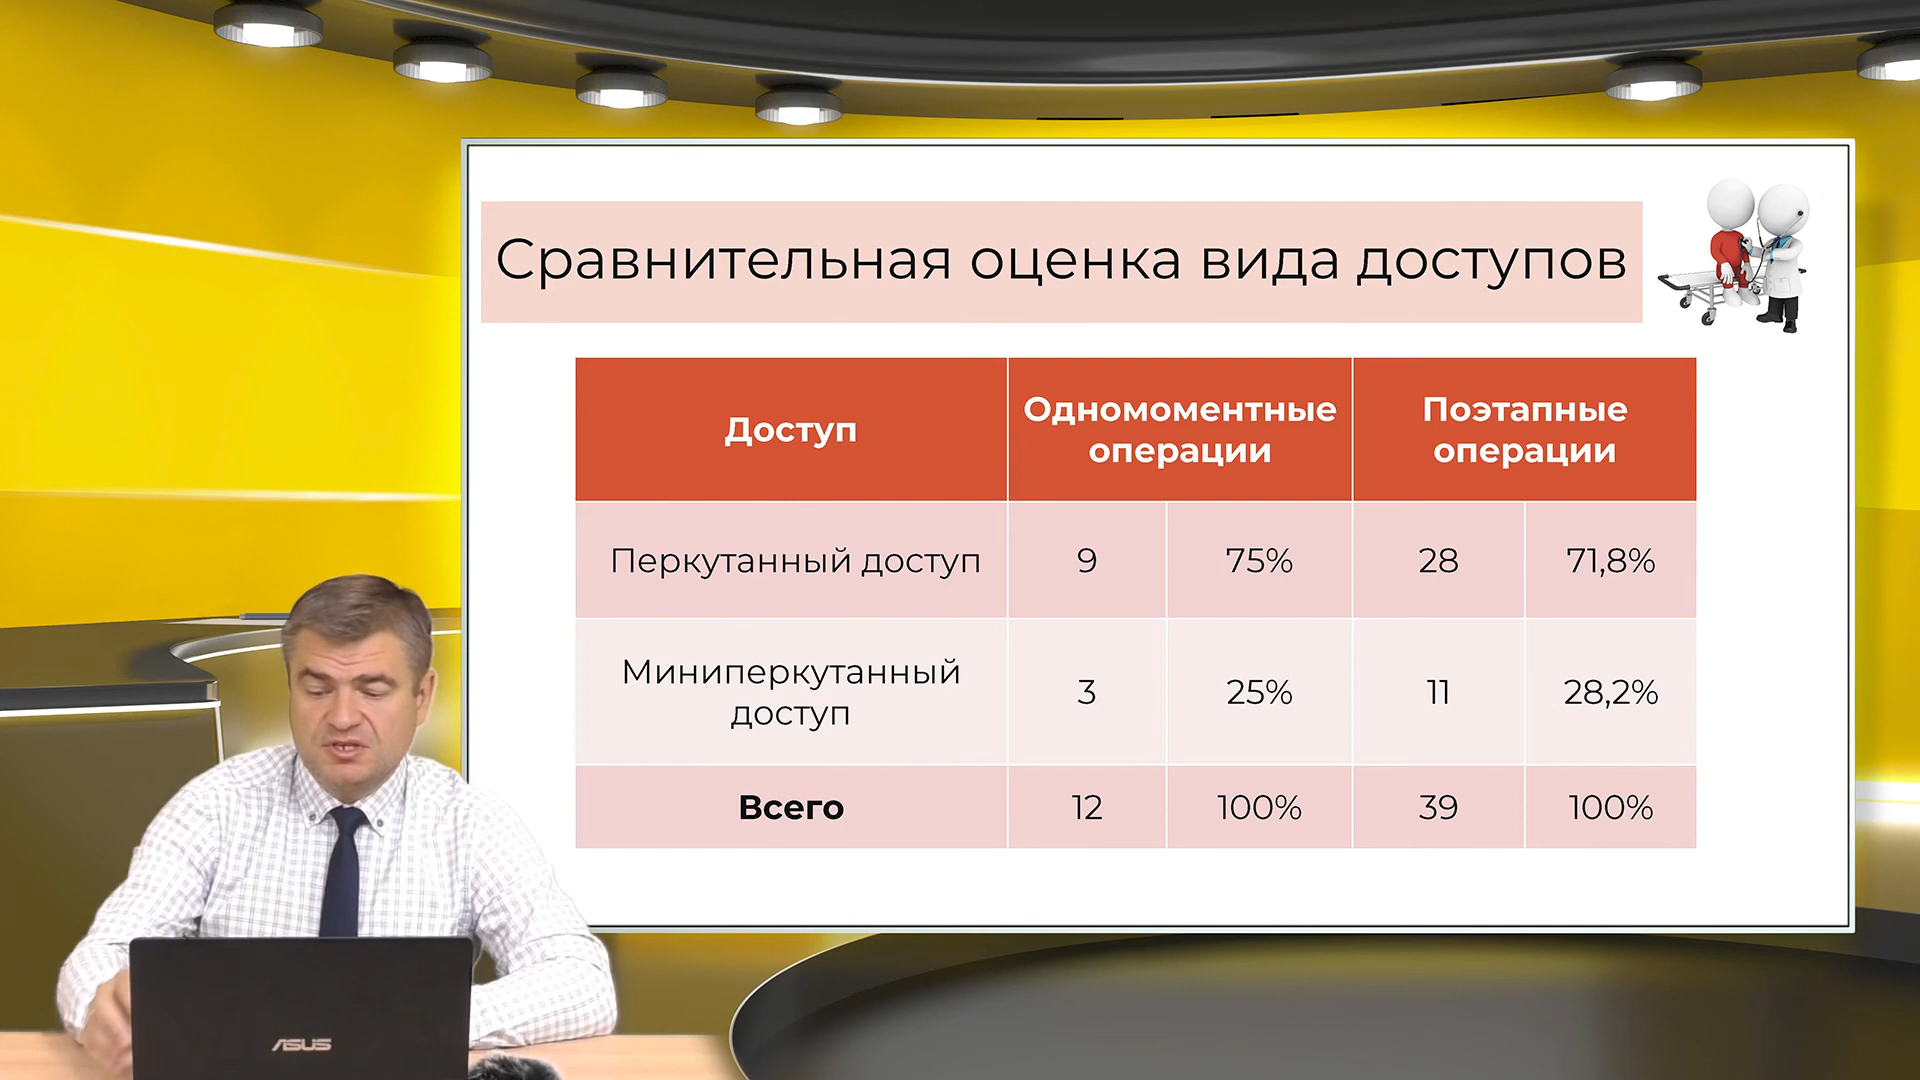 Сравнительная оценка вида доступов
Доступ
Одномоментные
операции
Поэтапные
операции
Перкутанный доступ
9
75%
28
71,8%
Миниперкутанный
доступ
3
25%
11
28,2%
Всего
12
100%
39
100%
ASUS